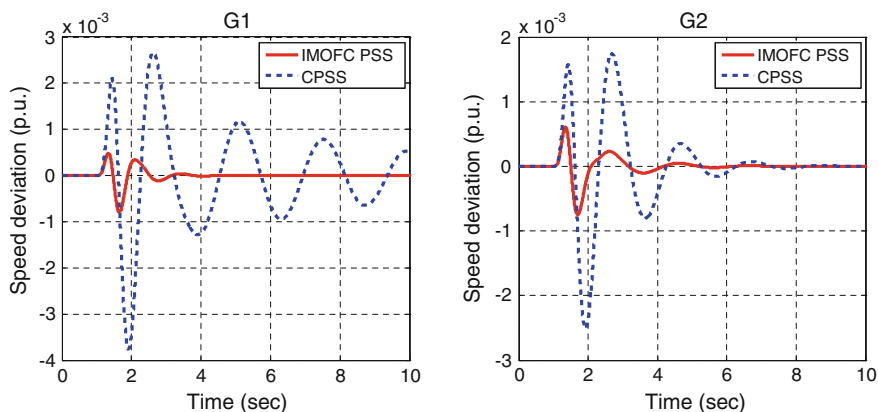 G1
x 10⁻³
IMOFC PSS
CPSS
3
2
1
0
-1
-2
-3
-4
0
2
4
6
8
10
Speed deviation (p.u.)
Time (sec)
G2
x 10⁻³
IMOFC PSS
CPSS
2
1
0
-1
-2
-3
0
2
4
6
8
10
Speed deviation (p.u.)
Time (sec)